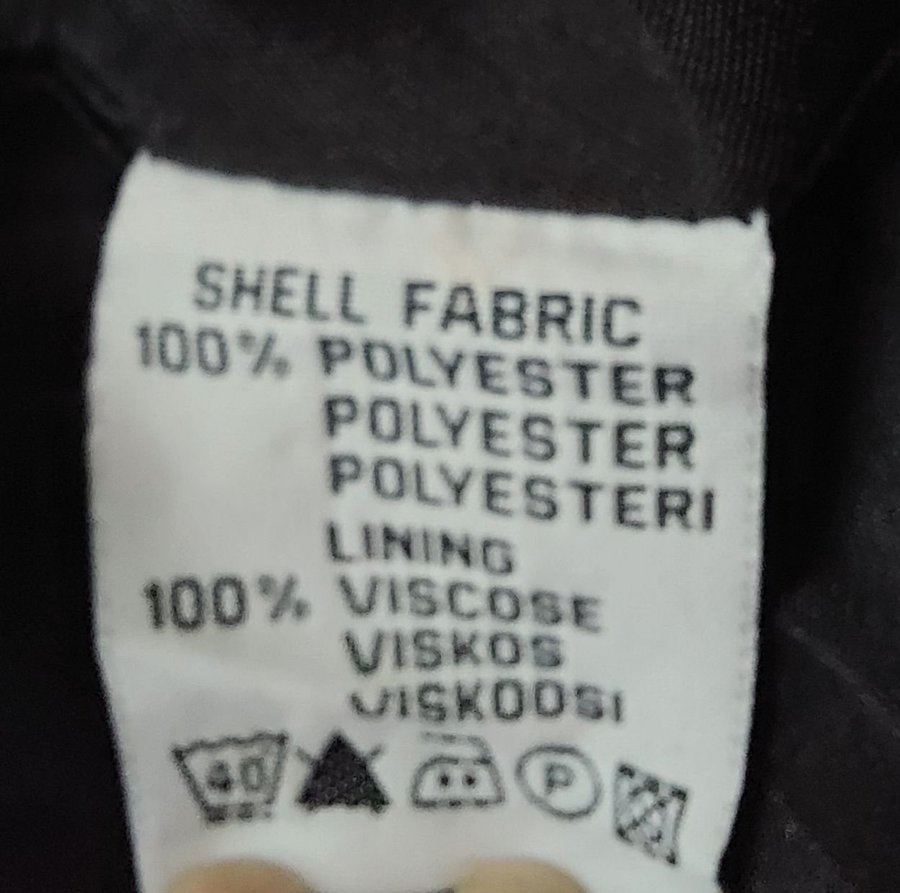 SHELL FABRIC
100% POLYESTER
POLYESTER
POLYESTERI
LINING
100% VISCOSE
VISKOS
VISKOOSI
40 P